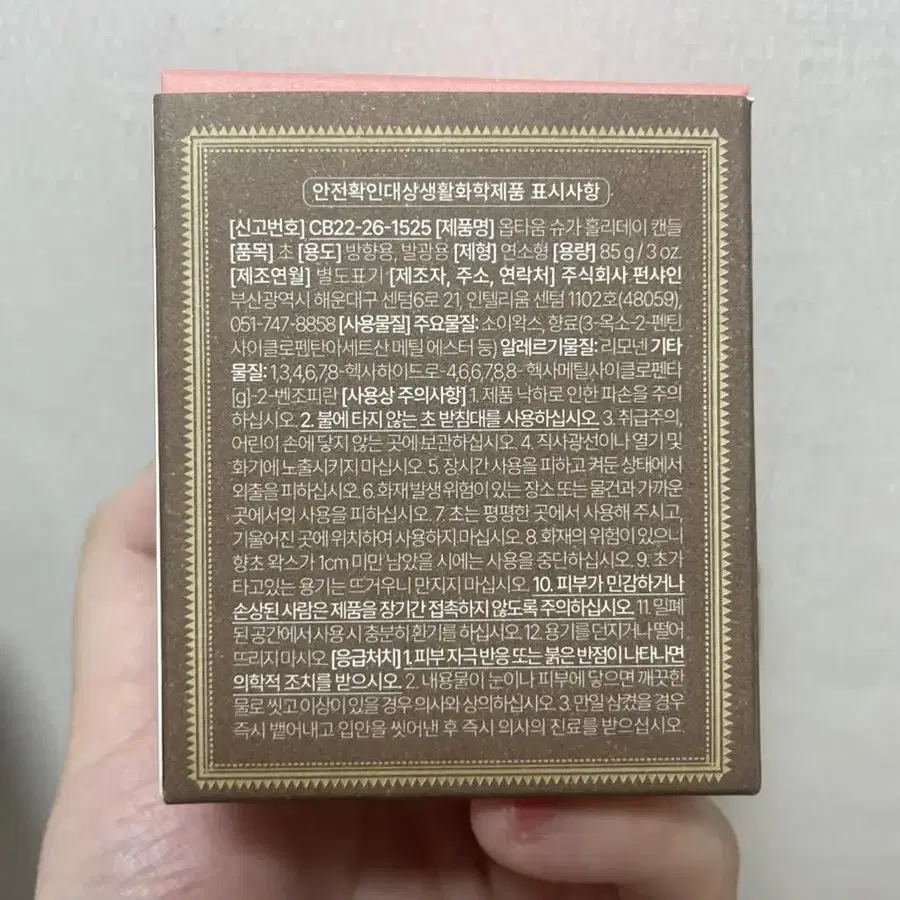 안전확인대상생활화학제품 표시사항
[신고번호] CB22-26-1525 [제품명] 옵타움 슈가 홀리데이 캔들
[품목] 초 [용도] 방향용, 발광용 [제형] 연소형 [용량] 85 g / 3 oz.
[제조연월] 별도표기 [제조자, 주소, 연락처] 주식회사 펀샤인
부산광역시 해운대구 센텀6로 21, 인텔리움 센텀 1102호(48059),
051-747-8858 [사용물질] 주요물질: 소이왁스, 향료(3-옥소-2-펜틴
사이클로펜탄아세트산 메틸 에스터 등) 알레르기물질: 리모넨 기타
물질: 1,3,4,6,7,8-헥사하이드로-4,6,6,7,8,8- 헥사메틸사이클로펜타
[g]-2-벤조피란 [사용상 주의사항] 1. 제품 낙하로 인한 파손을 주의
하십시오. 2. 불에 타지 않는 초 받침대를 사용하십시오. 3. 취급주의,
어린이 손에 닿지 않는 곳에 보관하십시오. 4. 직사광선이나 열기 및
화기에 노출시키지 마십시오. 5. 장시간 사용을 피하고 켜둔 상태에서
외출을 피하십시오. 6. 화재 발생 위험이 있는 장소 또는 물건과 가까운
곳에서의 사용을 피하십시오. 7. 초는 평평한 곳에서 사용해 주시고,
기울어진 곳에 위치하여 사용하지 마십시오. 8. 화재의 위험이 있으니
향초 왁스가 1cm 미만 남았을 시에는 사용을 중단하십시오. 9. 초가
타고있는 용기는 뜨거우니 만지지 마십시오. 10. 피부가 민감하거나
손상된 사람은 제품을 장기간 접촉하지 않도록 주의하십시오. 11. 밀폐
된 공간에서 사용 시 충분히 환기를 하십시오. 12. 용기를 던지거나 떨어
뜨리지 마시오. [응급처치] 1. 피부 자극 반응 또는 붉은 반점이 나타나면
의학적 조치를 받으시오. 2. 내용물이 눈이나 피부에 닿으면 깨끗한
물로 씻고 이상이 있을 경우 의사와 상의하십시오. 3. 만일 삼켰을 경우
즉시 뱉어내고 입안을 씻어낸 후 즉시 의사의 진료를 받으십시오.